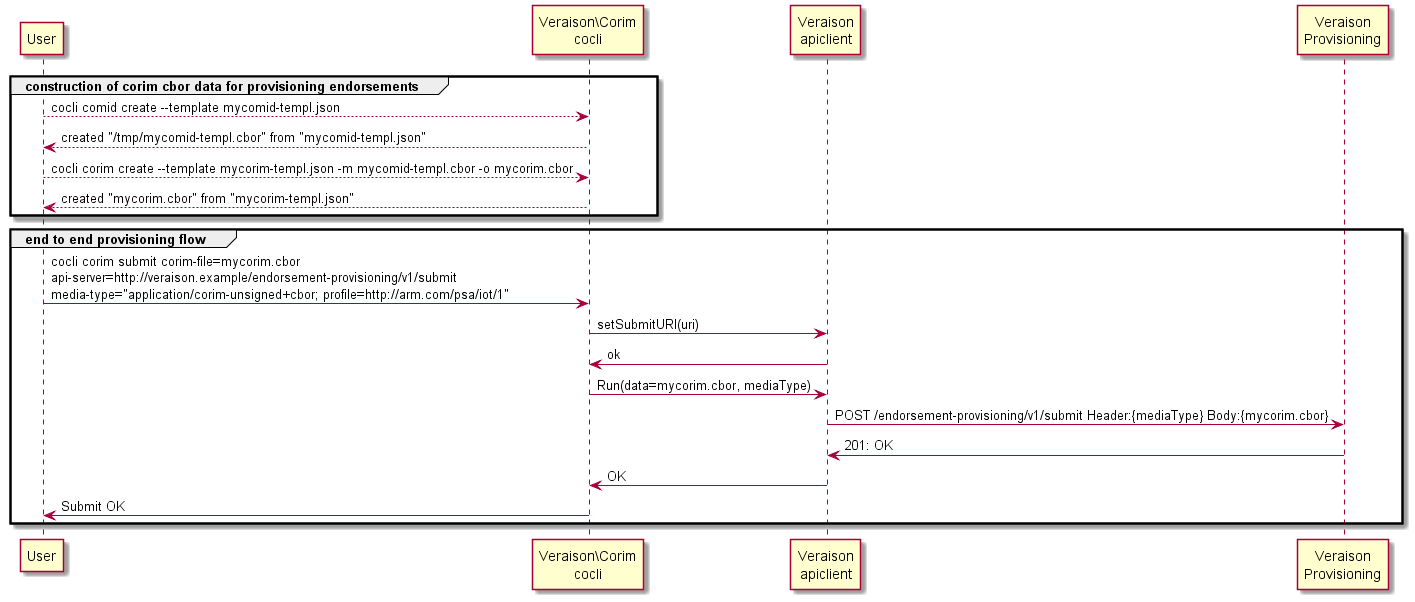 User
Veraison\Corim
cocli
Veraison
apiclient
Veraison
Provisioning
construction of corim cbor data for provisioning endorsements
cocli comid create --template mycomid-templ.json
created "/tmp/mycomid-templ.cbor" from "mycomid-templ.json"
cocli corim create --template mycorim-templ.json -m mycomid-templ.cbor -o mycorim.cbor
created "mycorim.cbor" from "mycorim-templ.json"
end to end provisioning flow
cocli corim submit corim-file=mycorim.cbor
api-server=http://veraison.example/endorsement-provisioning/v1/submit
media-type="application/corim-unsigned+cbor; profile=http://arm.com/psa/iot/1"
setSubmitURI(uri)
ok
Run(data=mycorim.cbor, mediaType)
POST /endorsement-provisioning/v1/submit Header:{mediaType} Body:{mycorim.cbor}
201: OK
OK
Submit OK
User
Veraison\Corim
cocli
Veraison
apiclient
Veraison
Provisioning